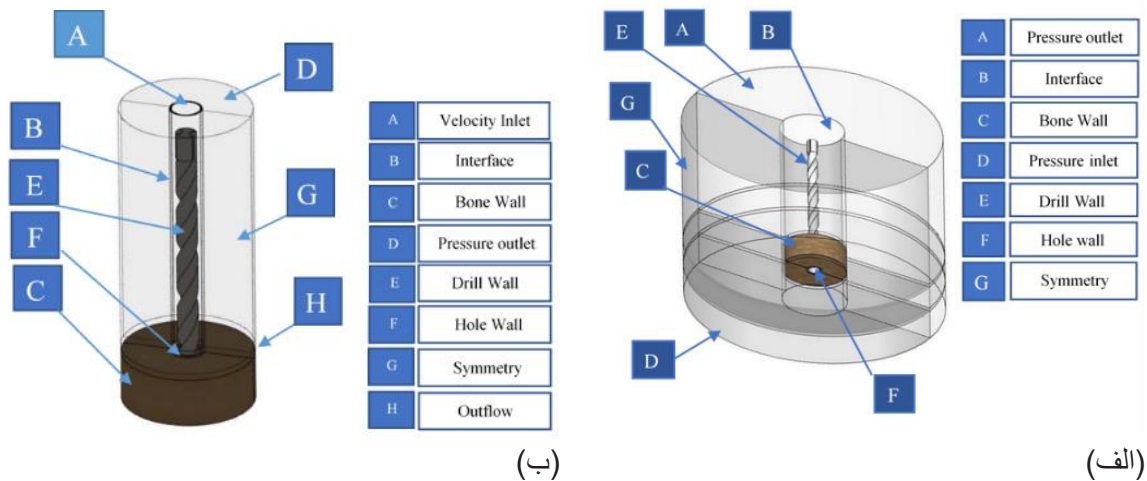 A
D
B
E
F
C
G
H
A Velocity Inlet
B Interface
C Bone Wall
D Pressure outlet
E Drill Wall
F Hole Wall
G Symmetry
H Outflow
(ب)
E
A
B
G
C
D
F
A Pressure outlet
B Interface
C Bone Wall
D Pressure inlet
E Drill Wall
F Hole wall
G Symmetry
(الف)